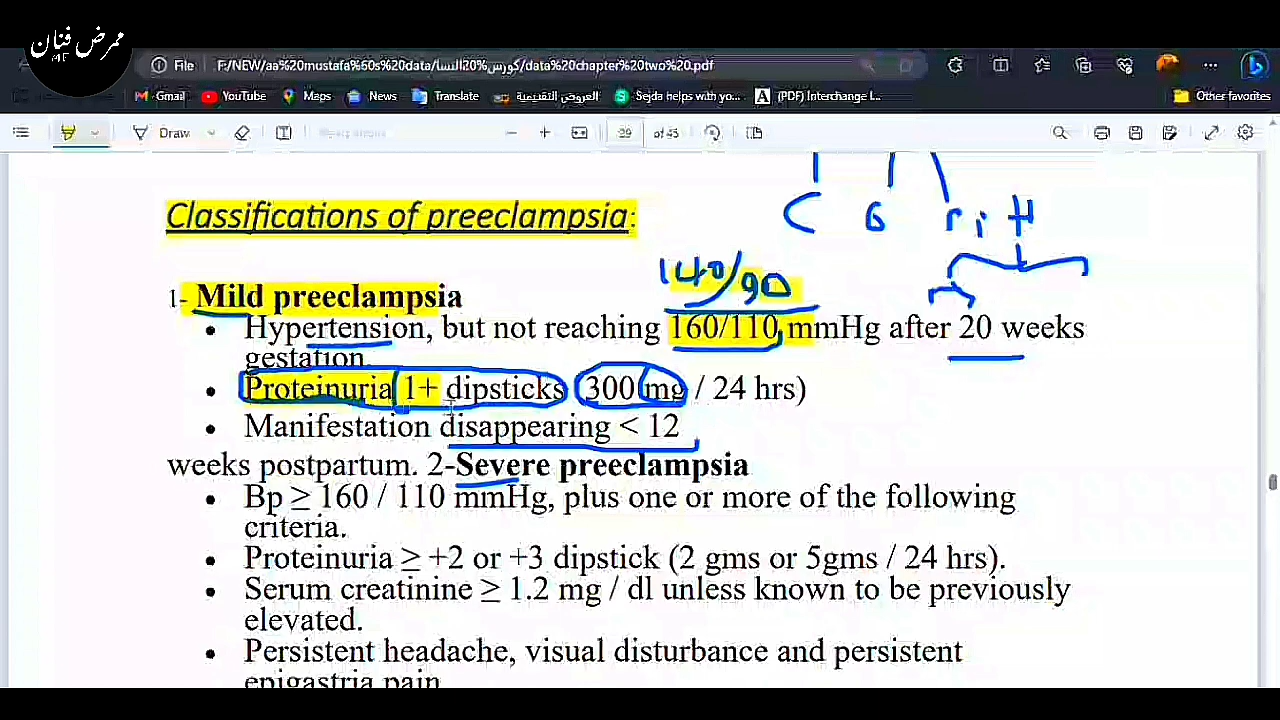 ممرض فنان
File F:/NEW/aa%20mustafa%60s%20data/كورس%20النسا/data%20chapter%20two%20.pdf
Gmail YouTube Maps News Translate العروض التقديمية Sejda helps with yo... (PDF) Interchange I... Other favorites
Draw 29 of 45
C G r i H
Classifications of preeclampsia:
140/90
1- Mild preeclampsia
• Hypertension, but not reaching 160/110 mmHg after 20 weeks
gestation.
• Proteinuria 1+ dipsticks 300 mg / 24 hrs)
• Manifestation disappearing < 12
weeks postpartum. 2-Severe preeclampsia
• Bp ≥ 160 / 110 mmHg, plus one or more of the following
criteria.
• Proteinuria ≥ +2 or +3 dipstick (2 gms or 5gms / 24 hrs).
• Serum creatinine ≥ 1.2 mg / dl unless known to be previously
elevated.
• Persistent headache, visual disturbance and persistent
epigastria pain